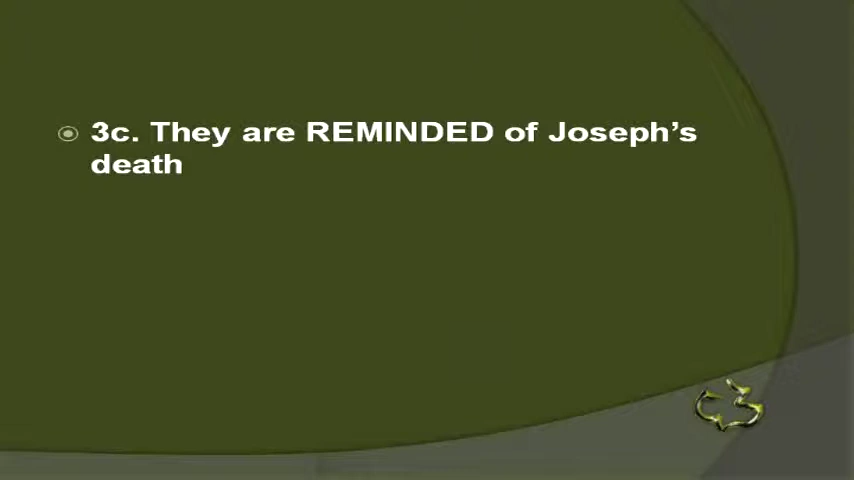 3c. They are REMINDED of Joseph’s
death